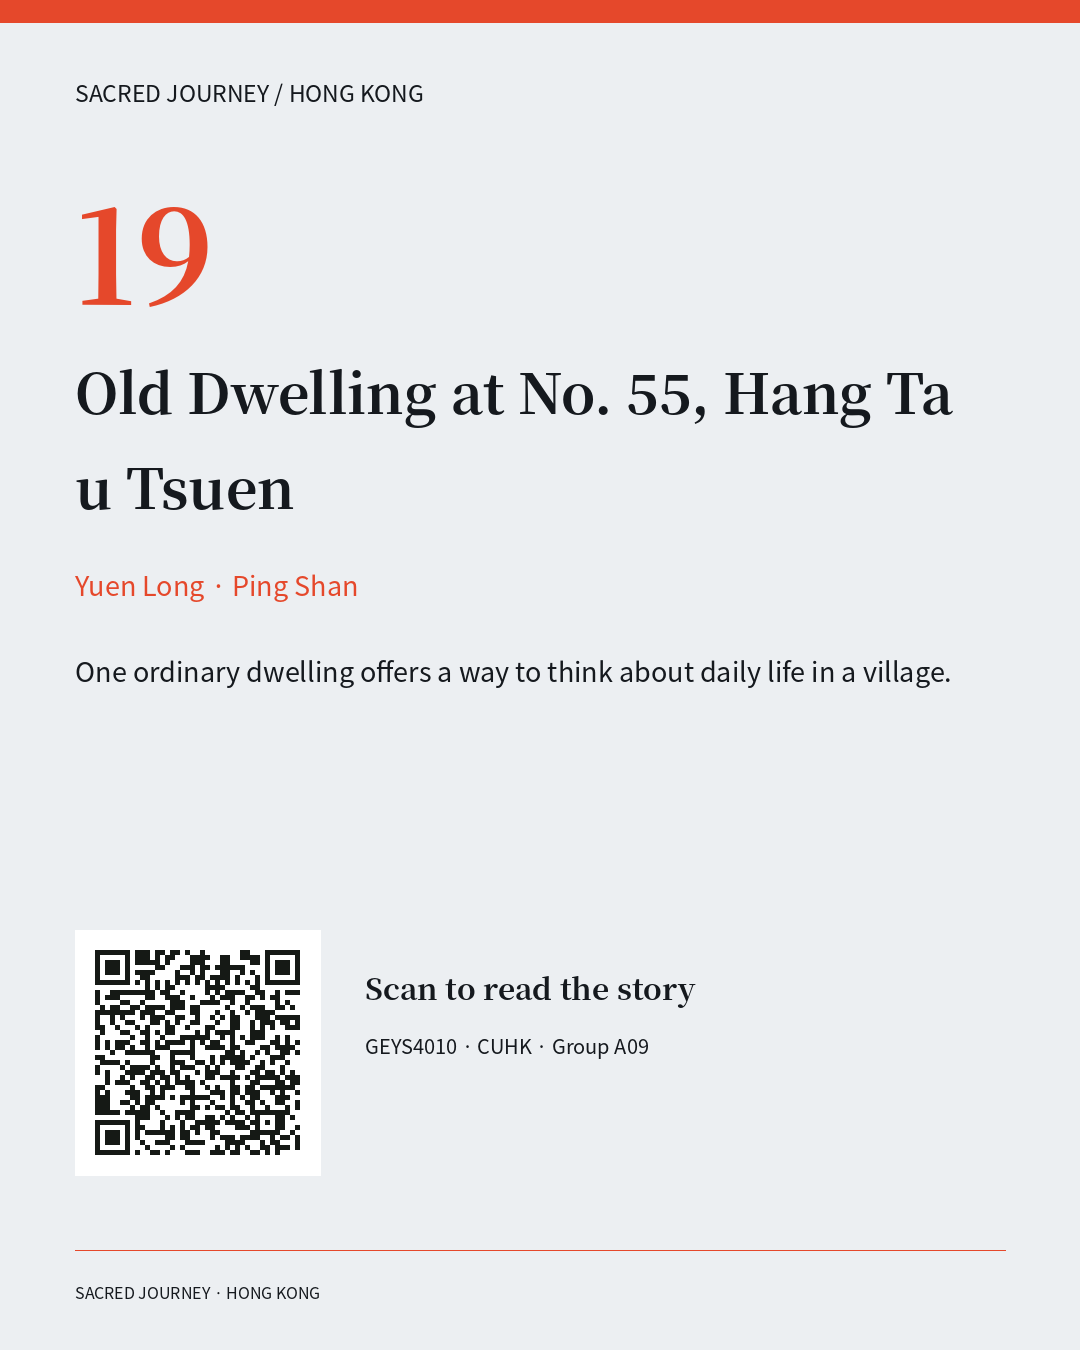 SACRED JOURNEY / HONG KONG
19
Old Dwelling at No. 55, Hang Ta
u Tsuen
Yuen Long · Ping Shan
One ordinary dwelling offers a way to think about daily life in a village.
Scan to read the story
GEYS4010 · CUHK · Group A09
SACRED JOURNEY · HONG KONG